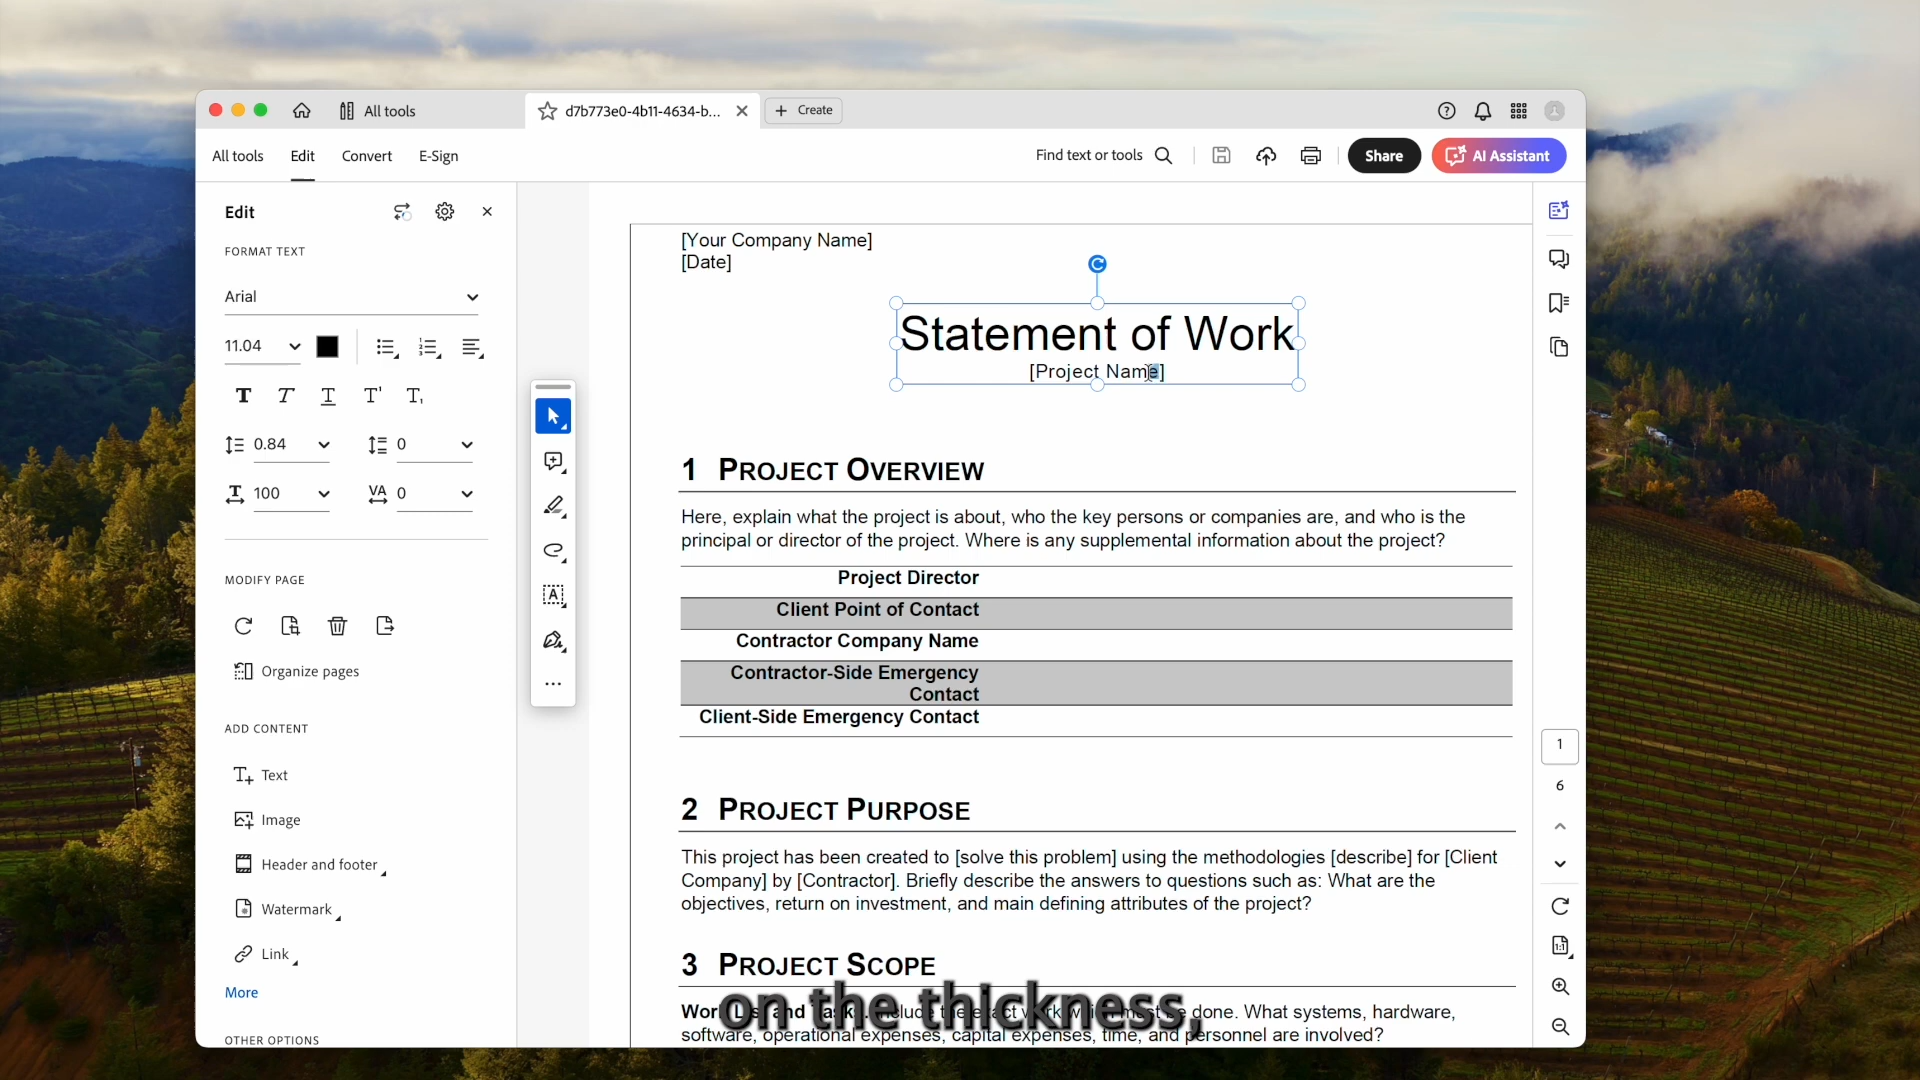 All tools
d7b773e0-4b11-4634-b...
Create
All tools
Edit
Convert
E-Sign
Find text or tools
Share
AI Assistant
Edit
FORMAT TEXT
Arial
11.04
0.84
0
100
0
MODIFY PAGE
Organize pages
ADD CONTENT
Text
Image
Header and footer
Watermark
Link
More
OTHER OPTIONS
[Your Company Name]
[Date]
Statement of Work
[Project Name]
1 PROJECT OVERVIEW
Here, explain what the project is about, who the key persons or companies are, and who is the
principal or director of the project. Where is any supplemental information about the project?
Project Director
Client Point of Contact
Contractor Company Name
Contractor-Side Emergency
Contact
Client-Side Emergency Contact
2 PROJECT PURPOSE
This project has been created to [solve this problem] using the methodologies [describe] for [Client
Company] by [Contractor]. Briefly describe the answers to questions such as: What are the
objectives, return on investment, and main defining attributes of the project?
3 PROJECT SCOPE
done. What systems, hardware,
software, operational expenses, capital expenses, time, and personnel are involved?
on the thickness,
1
6